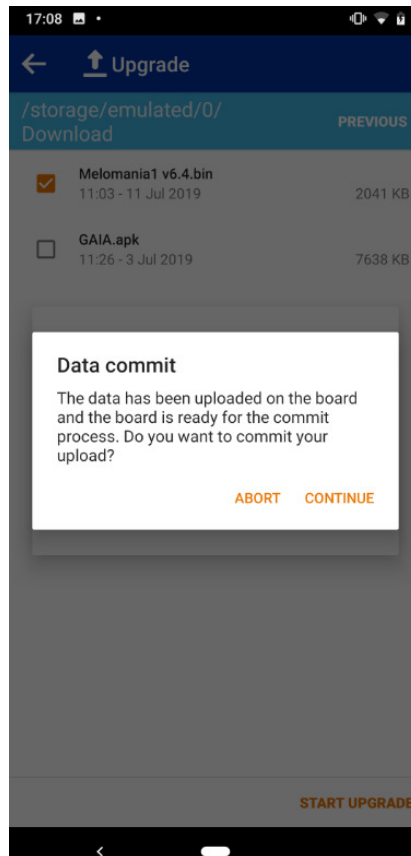 17:08
Upgrade
/storage/emulated/0/
Download
PREVIOUS
Melomania1 v6.4.bin
11:03 - 11 Jul 2019
2041 KB
GAIA.apk
11:26 - 3 Jul 2019
7638 KB
Data commit
The data has been uploaded on the board
and the board is ready for the commit
process. Do you want to commit your
upload?
ABORT CONTINUE
START UPGRADE